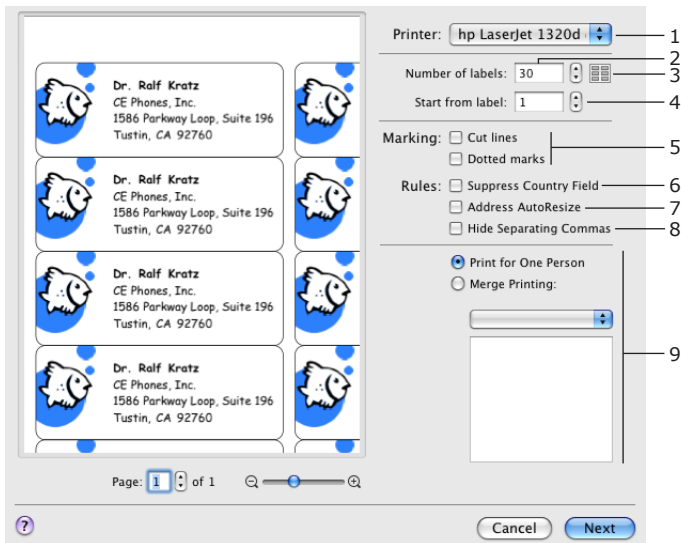 Dr. Ralf Kratz
CE Phones, Inc.
1586 Parkway Loop, Suite 196
Tustin, CA 92760
Dr. Ralf Kratz
CE Phones, Inc.
1586 Parkway Loop, Suite 196
Tustin, CA 92760
Dr. Ralf Kratz
CE Phones, Inc.
1586 Parkway Loop, Suite 196
Tustin, CA 92760
Dr. Ralf Kratz
CE Phones, Inc.
1586 Parkway Loop, Suite 196
Tustin, CA 92760
Page: 1 of 1
Printer: hp LaserJet 1320d 1
2
Number of labels: 30 3
Start from label: 1 4
Marking: Cut lines
5
Dotted marks
Rules: Suppress Country Field 6
Address AutoResize 7
Hide Separating Commas 8
Print for One Person
Merge Printing:
9
? Cancel Next